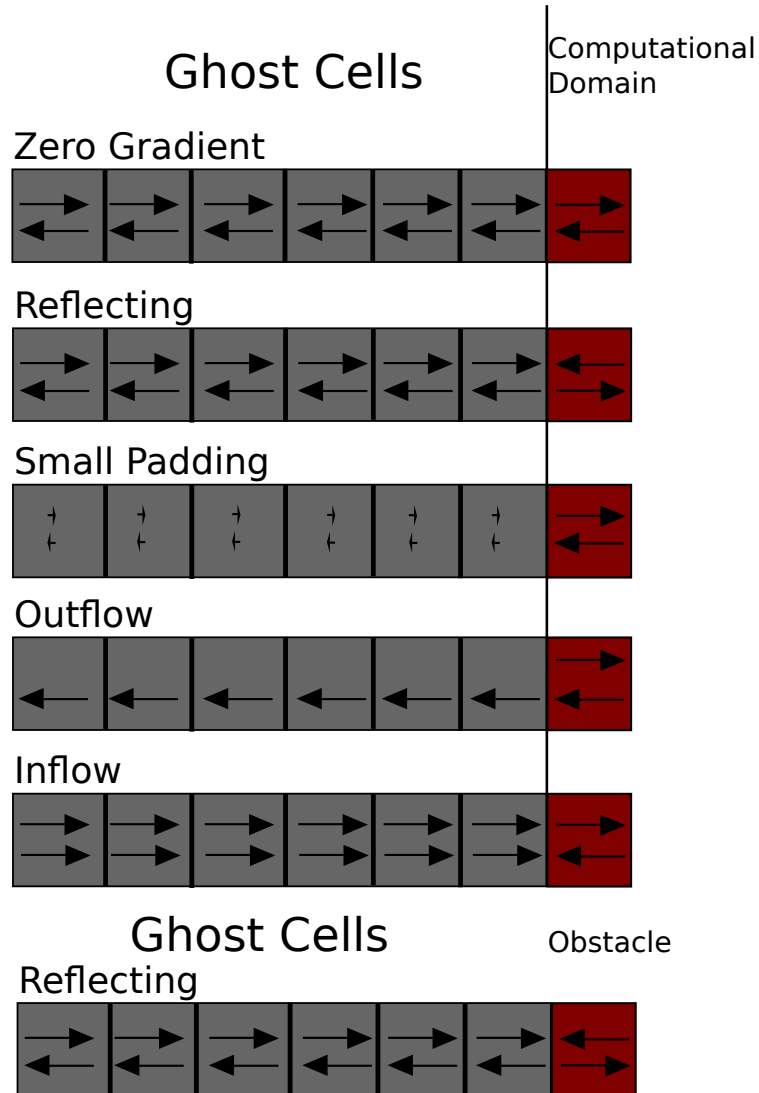 Ghost Cells
Computational
Domain
Zero Gradient
Reflecting
Small Padding
Outflow
Inflow
Ghost Cells
Obstacle
Reflecting